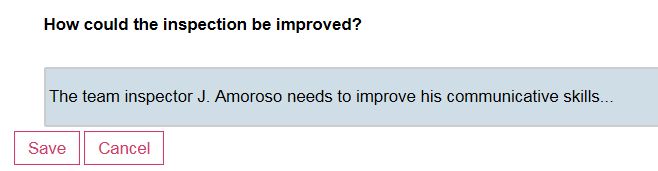 How could the inspection be improved?
The team inspector J. Amoroso needs to improve his communicative skills...
Save Cancel